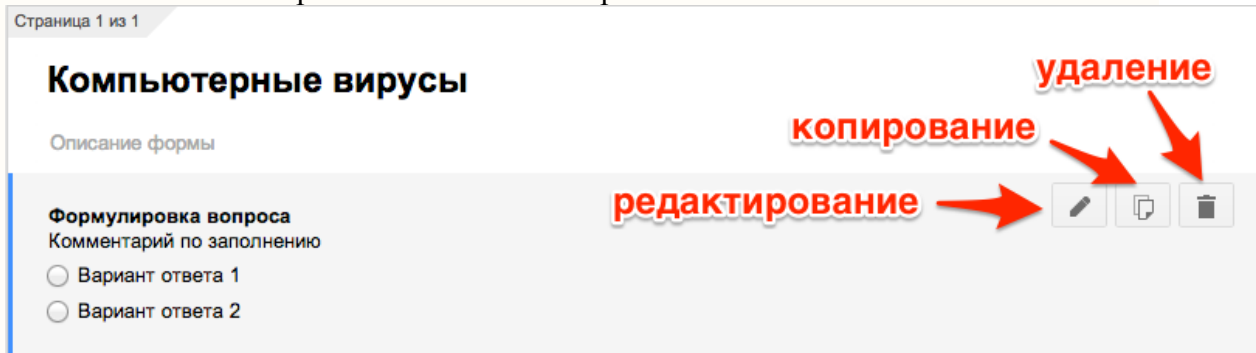 Страница 1 из 1
Компьютерные вирусы
удаление
Описание формы
копирование
редактирование
Формулировка вопроса
Комментарий по заполнению
Вариант ответа 1
Вариант ответа 2